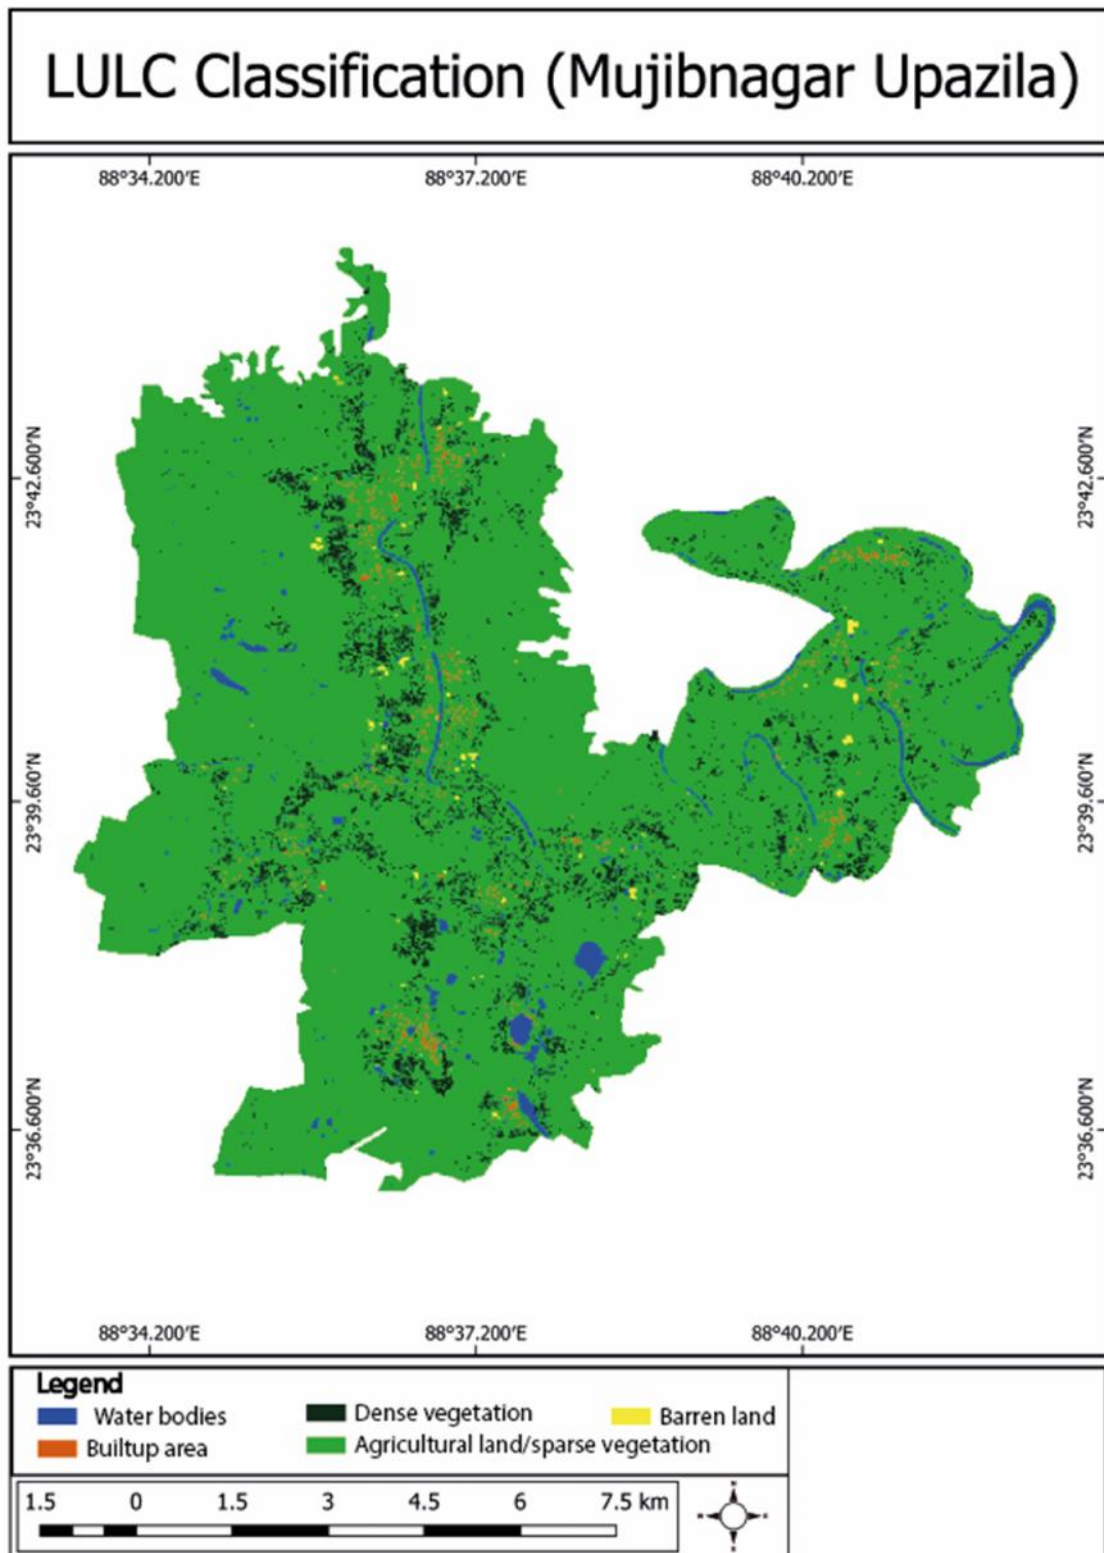 LULC Classification (Mujibnagar Upazila)
88°34.200'E 88°37.200'E 88°40.200'E
23°42.600'N 23°42.600'N
23°39.600'N 23°39.600'N
23°36.600'N 23°36.600'N
88°34.200'E 88°37.200'E 88°40.200'E
Legend
Water bodies Dense vegetation Barren land
Builtup area Agricultural land/sparse vegetation
1.5 0 1.5 3 4.5 6 7.5 km